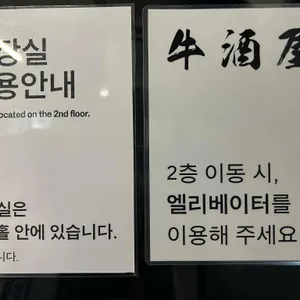 장실
용안내
ocated on the 2nd floor.
실은
홀 안에 있습니다.
니다.
牛酒屋
2층 이동 시,
엘리베이터를
이용해 주세요